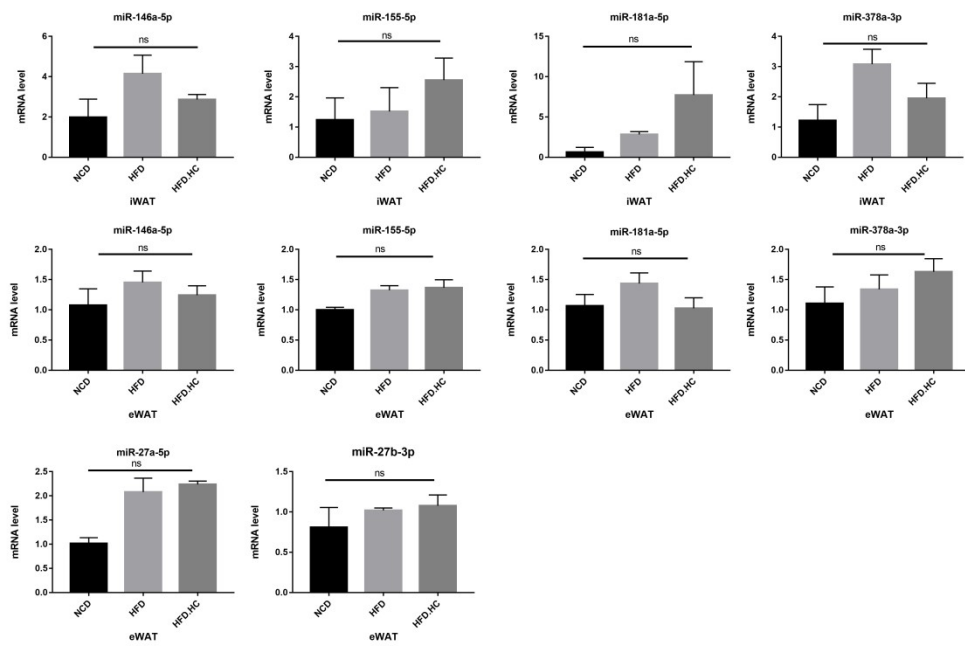 miR-146a-5p
ns
mRNA level
6
4
2
0
NCD
HFD
HFD.HC
iWAT
miR-155-5p
ns
mRNA level
4
3
2
1
0
NCD
HFD
HFD.HC
iWAT
miR-181a-5p
ns
mRNA level
15
10
5
0
NCD
HFD
HFD.HC
iWAT
miR-378a-3p
ns
mRNA level
4
3
2
1
0
NCD
HFD
HFD.HC
iWAT
miR-146a-5p
ns
mRNA level
2.0
1.5
1.0
0.5
0.0
NCD
HFD
HFD.HC
eWAT
miR-155-5p
ns
mRNA level
2.0
1.5
1.0
0.5
0.0
NCD
HFD
HFD.HC
eWAT
miR-181a-5p
ns
mRNA level
2.0
1.5
1.0
0.5
0.0
NCD
HFD
HFD.HC
eWAT
miR-378a-3p
ns
mRNA level
2.0
1.5
1.0
0.5
0.0
NCD
HFD
HFD.HC
eWAT
miR-27a-5p
ns
mRNA level
2.5
2.0
1.5
1.0
0.5
0.0
NCD
HFD
HFD.HC
eWAT
miR-27b-3p
ns
mRNA level
1.5
1.0
0.5
0.0
NCD
HFD
HFD.HC
eWAT